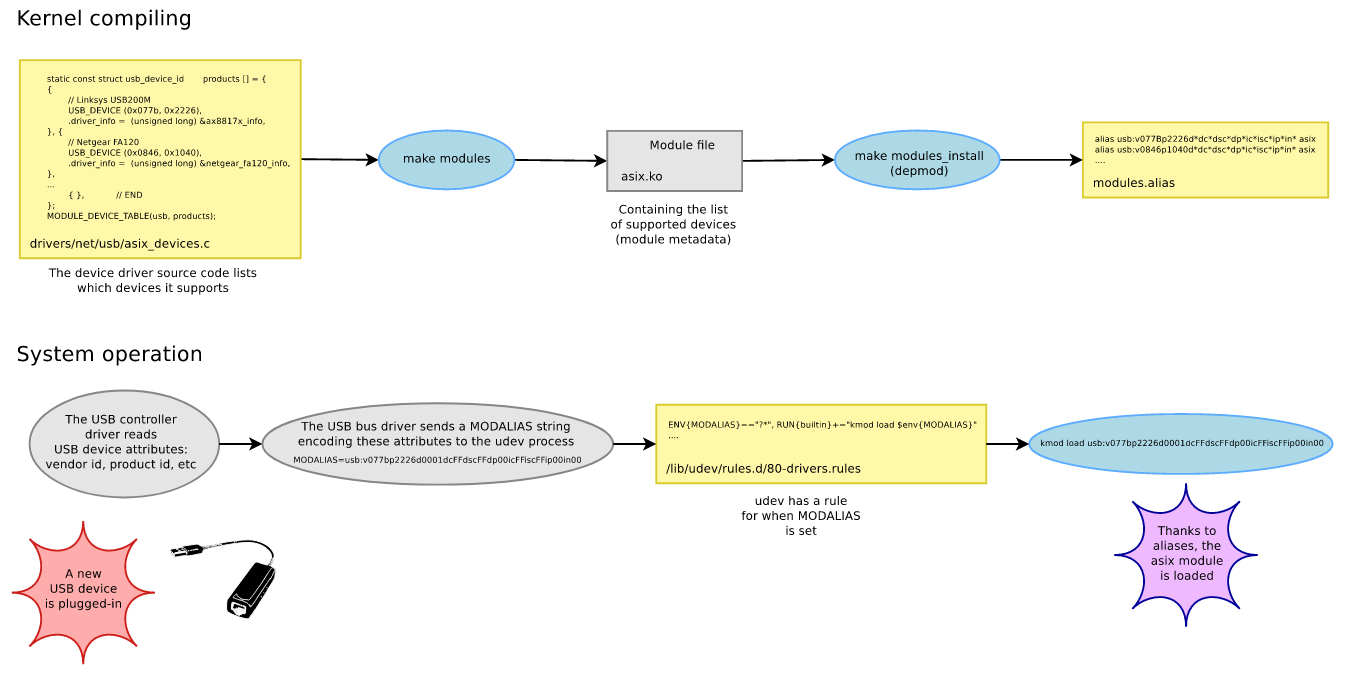 Kernel compiling
static const struct usb_device_id products [] = {
{
// Linksys USB200M
USB_DEVICE (0x077b, 0x2226),
.driver_info = (unsigned long) &ax8817x_info,
}, {
// Netgear FA120
USB_DEVICE (0x0846, 0x1040),
.driver_info = (unsigned long) &netgear_fa120_info,
},
...
{ }, // END
};
MODULE_DEVICE_TABLE(usb, products);
drivers/net/usb/asix_devices.c
The device driver source code lists
which devices it supports
make modules
Module file
asix.ko
Containing the list
of supported devices
(module metadata)
make modules_install
(depmod)
alias usb:v077Bp2226d*dc*dsc*dp*ic*isc*ip*in* asix
alias usb:v0846p1040d*dc*dsc*dp*ic*isc*ip*in* asix
....
modules.alias
System operation
The USB controller
driver reads
USB device attributes:
vendor id, product id, etc
The USB bus driver sends a MODALIAS string
encoding these attributes to the udev process
MODALIAS=usb:v077bp2226d0001dcFFdscFFdp00icFFiscFFip00in00
ENV{MODALIAS}=="?*", RUN{builtin}+="kmod load $env{MODALIAS}"
....
/lib/udev/rules.d/80-drivers.rules
udev has a rule
for when MODALIAS
is set
kmod load usb:v077bp2226d0001dcFFdscFFdp00icFFiscFFip00in00
Thanks to
aliases, the
asix module
is loaded
A new
USB device
is plugged-in